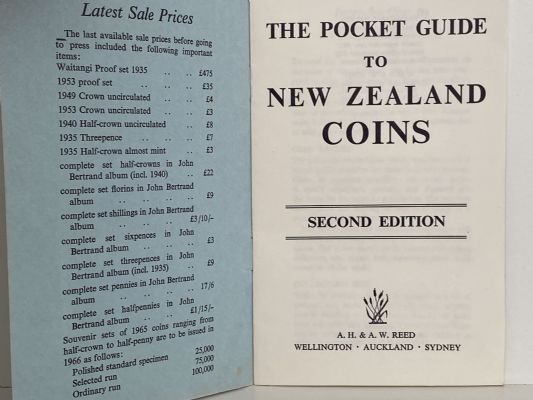 Latest Sale Prices
The last available sale prices before going
to press included the following important
items:
Waitangi Proof set 1935 .. .. £475
1953 proof set .. .. £35
1949 Crown uncirculated .. .. £4
1953 Crown uncirculated .. .. £3
1940 Half-crown uncirculated .. £8
1935 Threepence .. .. £7
1935 Half-crown almost mint .. £3
complete set half-crowns in John
Bertrand album (incl. 1940) .. £22
complete set florins in John Bertrand
album .. .. .. .. £9
complete set shillings in John Bertrand
album .. .. .. £3/10/-
complete set sixpences in John
Bertrand album .. .. .. £3
complete set threepences in John
Bertrand album (incl. 1935) .. £9
complete set pennies in John Bertrand
album .. .. .. .. 17/6
complete set halfpennies in John
Bertrand album .. .. £1/15/-
Souvenir sets of 1965 coins ranging from
half-crown to half-penny are to be issued in
1966 as follows:
Polished standard specimen 25,000
Selected run 75,000
Ordinary run 100,000
THE POCKET GUIDE
TO
NEW ZEALAND
COINS
SECOND EDITION
A. H. & A. W. REED
WELLINGTON · AUCKLAND · SYDNEY